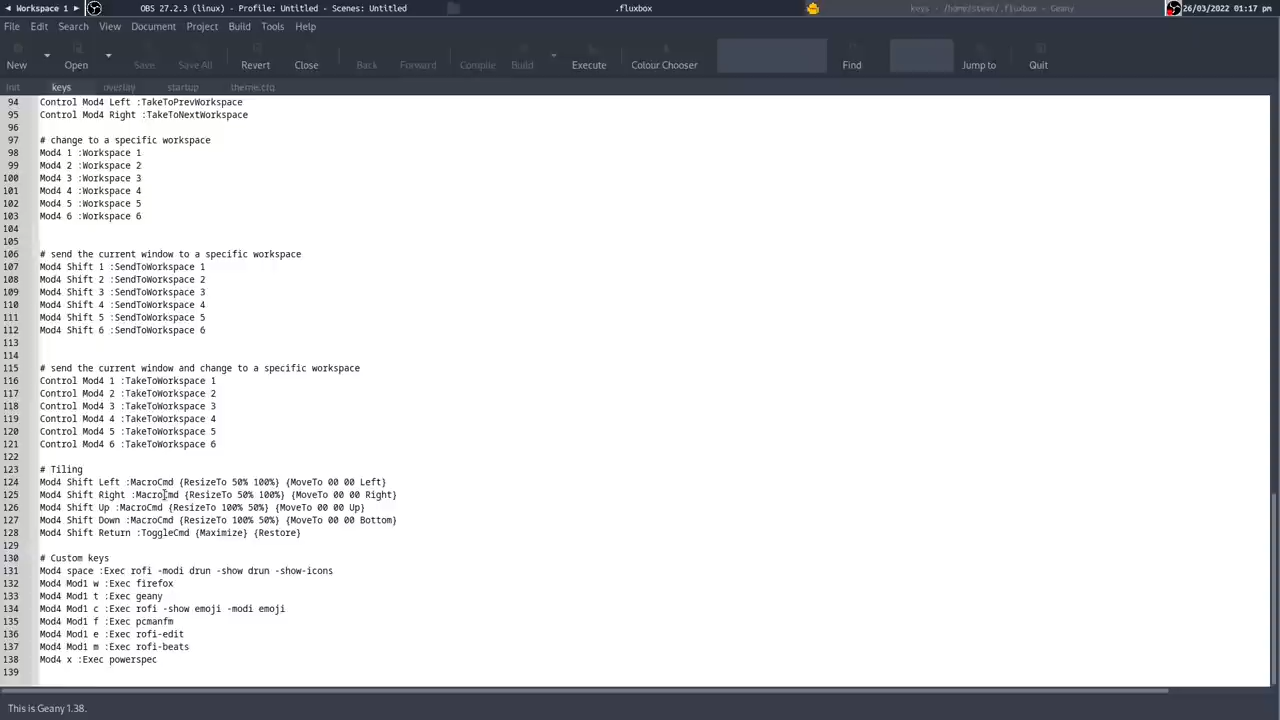 ◄ Workspace 1 ► OBS 27.2.3 (linux) - Profile: Untitled - Scenes: Untitled .fluxbox keys - /home/steve/.fluxbox - Geany 26/03/2022 01:17 pm
File Edit Search View Document Project Build Tools Help
New Open Save Save All Revert Close Back Forward Compile Build Execute Colour Chooser Find Jump to Quit
init keys overlay startup theme.cfg
94 Control Mod4 Left :TakeToPrevWorkspace
95 Control Mod4 Right :TakeToNextWorkspace
96
97 # change to a specific workspace
98 Mod4 1 :Workspace 1
99 Mod4 2 :Workspace 2
100 Mod4 3 :Workspace 3
101 Mod4 4 :Workspace 4
102 Mod4 5 :Workspace 5
103 Mod4 6 :Workspace 6
104
105
106 # send the current window to a specific workspace
107 Mod4 Shift 1 :SendToWorkspace 1
108 Mod4 Shift 2 :SendToWorkspace 2
109 Mod4 Shift 3 :SendToWorkspace 3
110 Mod4 Shift 4 :SendToWorkspace 4
111 Mod4 Shift 5 :SendToWorkspace 5
112 Mod4 Shift 6 :SendToWorkspace 6
113
114
115 # send the current window and change to a specific workspace
116 Control Mod4 1 :TakeToWorkspace 1
117 Control Mod4 2 :TakeToWorkspace 2
118 Control Mod4 3 :TakeToWorkspace 3
119 Control Mod4 4 :TakeToWorkspace 4
120 Control Mod4 5 :TakeToWorkspace 5
121 Control Mod4 6 :TakeToWorkspace 6
122
123 # Tiling
124 Mod4 Shift Left :MacroCmd {ResizeTo 50% 100%} {MoveTo 00 00 Left}
125 Mod4 Shift Right :MacroCmd {ResizeTo 50% 100%} {MoveTo 00 00 Right}
126 Mod4 Shift Up :MacroCmd {ResizeTo 100% 50%} {MoveTo 00 00 Up}
127 Mod4 Shift Down :MacroCmd {ResizeTo 100% 50%} {MoveTo 00 00 Bottom}
128 Mod4 Shift Return :ToggleCmd {Maximize} {Restore}
129
130 # Custom keys
131 Mod4 space :Exec rofi -modi drun -show drun -show-icons
132 Mod4 Mod1 w :Exec firefox
133 Mod4 Mod1 t :Exec geany
134 Mod4 Mod1 c :Exec rofi -show emoji -modi emoji
135 Mod4 Mod1 f :Exec pcmanfm
136 Mod4 Mod1 e :Exec rofi-edit
137 Mod4 Mod1 m :Exec rofi-beats
138 Mod4 x :Exec powerspec
139
This is Geany 1.38.